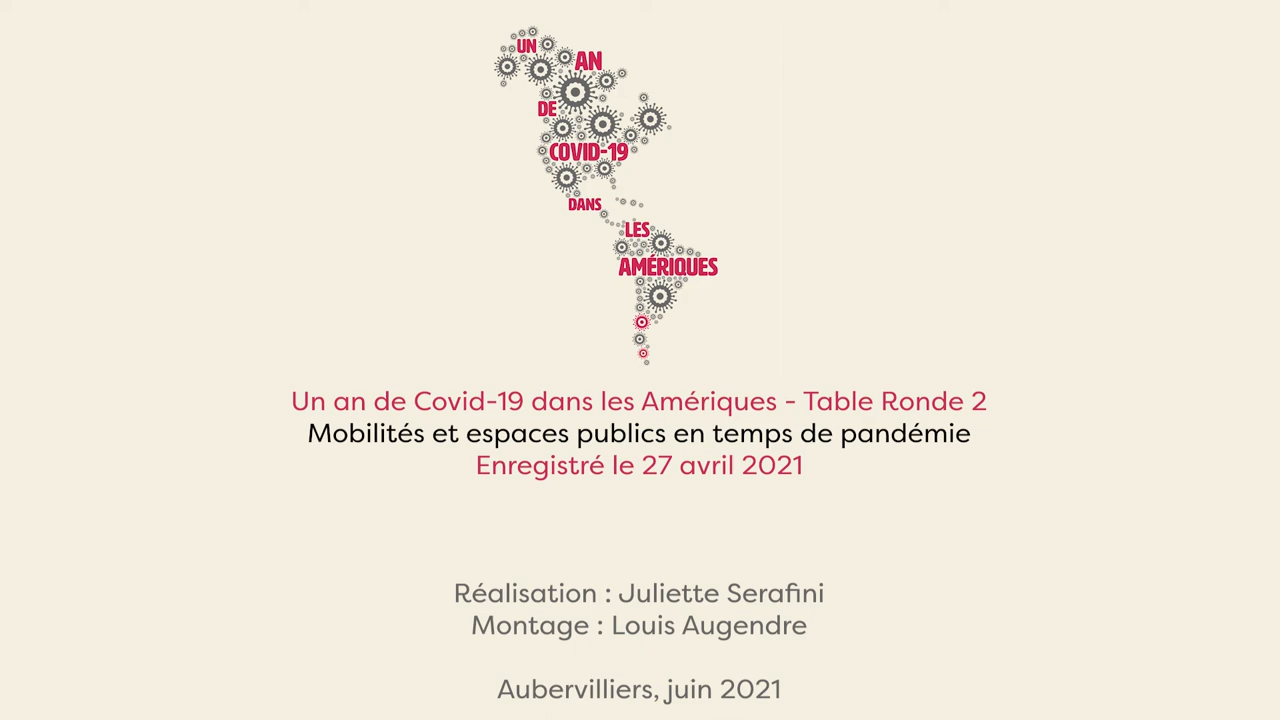 UN
AN
DE
COVID-19
DANS
LES
AMÉRIQUES
Un an de Covid-19 dans les Amériques - Table Ronde 2
Mobilités et espaces publics en temps de pandémie
Enregistré le 27 avril 2021
Réalisation : Juliette Serafini
Montage : Louis Augendre
Aubervilliers, juin 2021